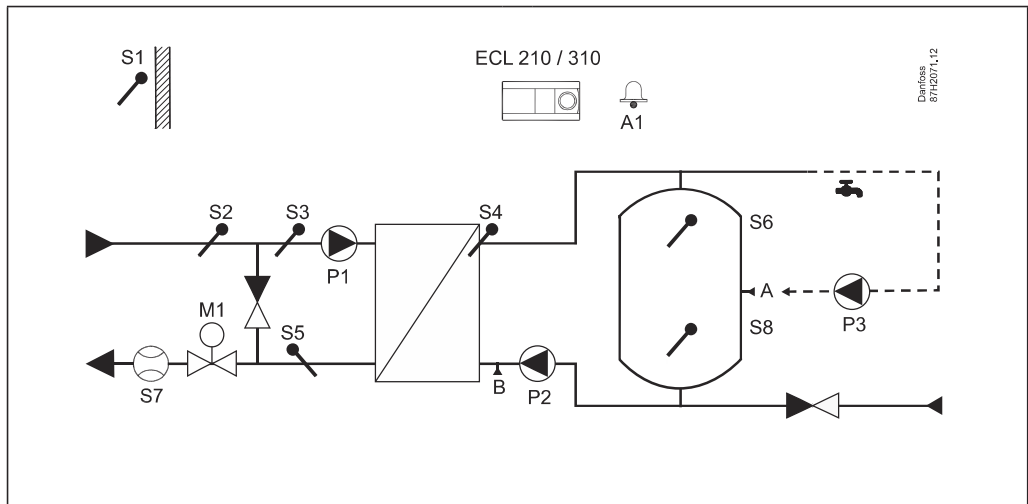 S1
ECL 210 / 310
A1
Danfoss
87H2071.12
S2
S3
S4
P1
S6
A
P3
M1
S5
S8
S7
B
P2